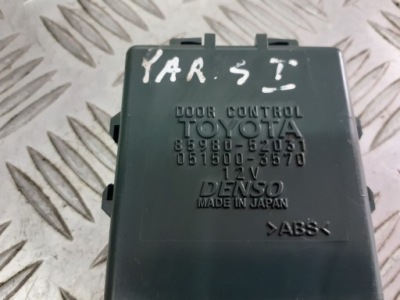 YAR.S I
DOOR CONTROL
TOYOTA
85980-52031
051500-3570
12V
DENSO
MADE IN JAPAN
>ABS<